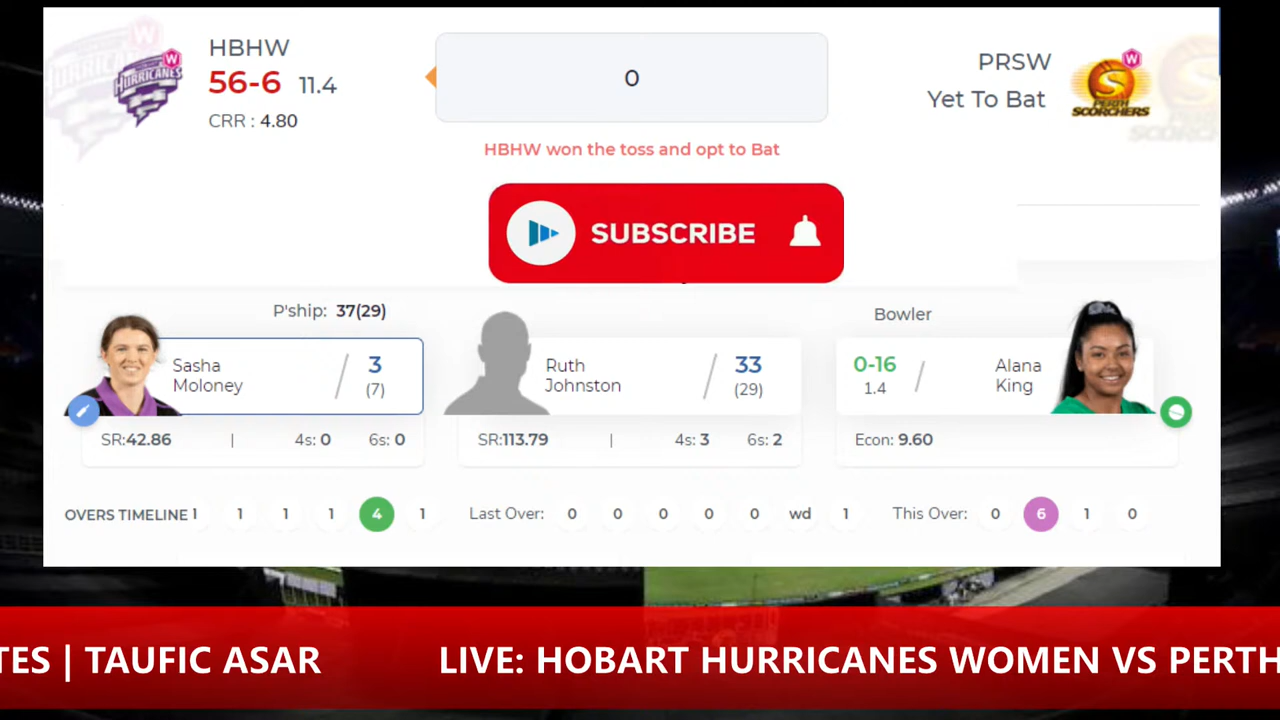 HBHW
56-6 11.4
CRR : 4.80
0
HBHW won the toss and opt to Bat
PRSW
Yet To Bat
HURRICANES
W
PERTH
SCORCHERS
W
SUBSCRIBE
P'ship: 37(29)
Bowler
Sasha
Moloney
3
(7)
Ruth
Johnston
33
(29)
0-16
1.4
Alana
King
SR:42.86 | 4s: 0 6s: 0
SR:113.79 | 4s: 3 6s: 2
Econ: 9.60
OVERS TIMELINE 1 1 1 1 4 1 Last Over: 0 0 0 0 0 wd 1 This Over: 0 6 1 0
TES | TAUFIC ASAR LIVE: HOBART HURRICANES WOMEN VS PERTH